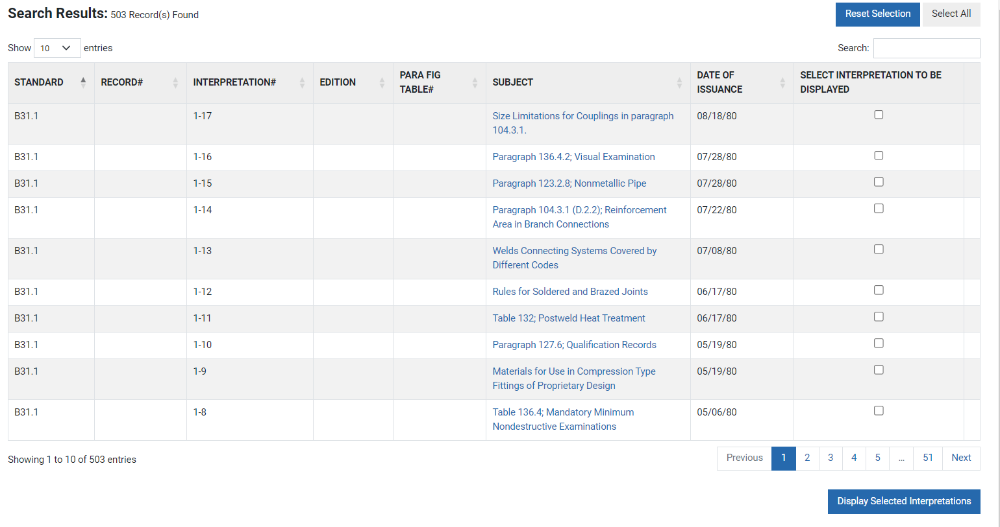 Search Results: 503 Record(s) Found
Reset Selection Select All
Show 10 entries
Search:
STANDARD RECORD# INTERPRETATION# EDITION PARA FIG TABLE# SUBJECT DATE OF ISSUANCE SELECT INTERPRETATION TO BE DISPLAYED
B31.1 1-17 Size Limitations for Couplings in paragraph 08/18/80
104.3.1.
B31.1 1-16 Paragraph 136.4.2; Visual Examination 07/28/80
B31.1 1-15 Paragraph 123.2.8; Nonmetallic Pipe 07/28/80
B31.1 1-14 Paragraph 104.3.1 (D.2.2); Reinforcement 07/22/80
Area in Branch Connections
B31.1 1-13 Welds Connecting Systems Covered by 07/08/80
Different Codes
B31.1 1-12 Rules for Soldered and Brazed Joints 06/17/80
B31.1 1-11 Table 132; Postweld Heat Treatment 06/17/80
B31.1 1-10 Paragraph 127.6; Qualification Records 05/19/80
B31.1 1-9 Materials for Use in Compression Type 05/19/80
Fittings of Proprietary Design
B31.1 1-8 Table 136.4; Mandatory Minimum 05/06/80
Nondestructive Examinations
Showing 1 to 10 of 503 entries
Previous 1 2 3 4 5 ... 51 Next
Display Selected Interpretations